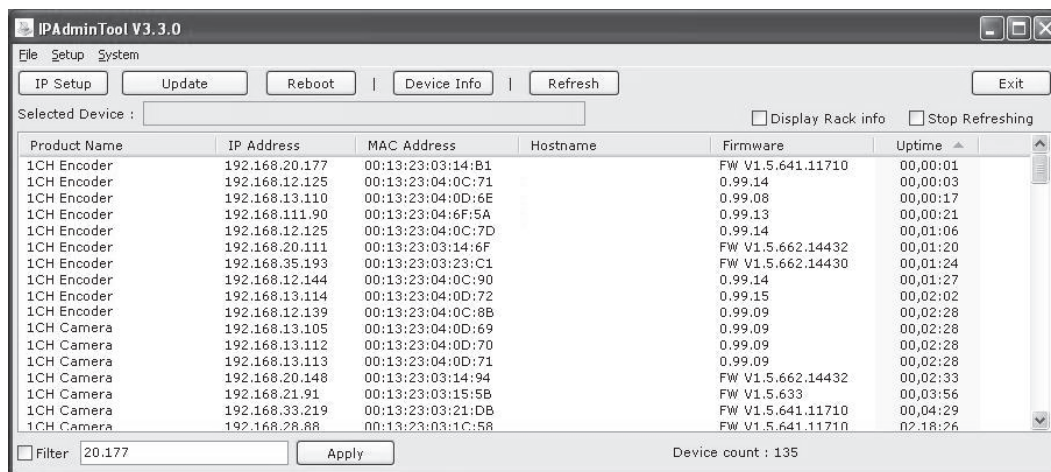 IPAdminTool V3.3.0
File Setup System
IP Setup Update Reboot | Device Info | Refresh Exit
Selected Device : Display Rack info Stop Refreshing
Product Name IP Address MAC Address Hostname Firmware Uptime
1CH Encoder 192.168.20.177 00:13:23:03:14:B1 FW V1.5.641.11710 00,00:01
1CH Encoder 192.168.12.125 00:13:23:04:0C:71 0.99.14 00,00:03
1CH Encoder 192.168.13.110 00:13:23:04:0D:6E 0.99.08 00,00:17
1CH Encoder 192.168.111.90 00:13:23:04:6F:5A 0.99.13 00,00:21
1CH Encoder 192.168.12.125 00:13:23:04:0C:7D 0.99.14 00,01:06
1CH Encoder 192.168.20.111 00:13:23:03:14:6F FW V1.5.662.14432 00,01:20
1CH Encoder 192.168.35.193 00:13:23:03:23:C1 FW V1.5.662.14430 00,01:24
1CH Encoder 192.168.12.144 00:13:23:04:0C:90 0.99.14 00,01:27
1CH Encoder 192.168.13.114 00:13:23:04:0D:72 0.99.15 00,02:02
1CH Encoder 192.168.12.139 00:13:23:04:0C:8B 0.99.09 00,02:28
1CH Camera 192.168.13.105 00:13:23:04:0D:69 0.99.09 00,02:28
1CH Camera 192.168.13.112 00:13:23:04:0D:70 0.99.09 00,02:28
1CH Camera 192.168.13.113 00:13:23:04:0D:71 0.99.09 00,02:28
1CH Camera 192.168.20.148 00:13:23:03:14:94 FW V1.5.662.14432 00,02:33
1CH Camera 192.168.21.91 00:13:23:03:15:5B FW V1.5.633 00,03:56
1CH Camera 192.168.33.219 00:13:23:03:21:DB FW V1.5.641.11710 00,04:29
1CH Camera 192.168.28.88 00:13:23:03:1C:58 FW V1.5.641.11710 02,18:26
Filter 20.177 Apply Device count : 135